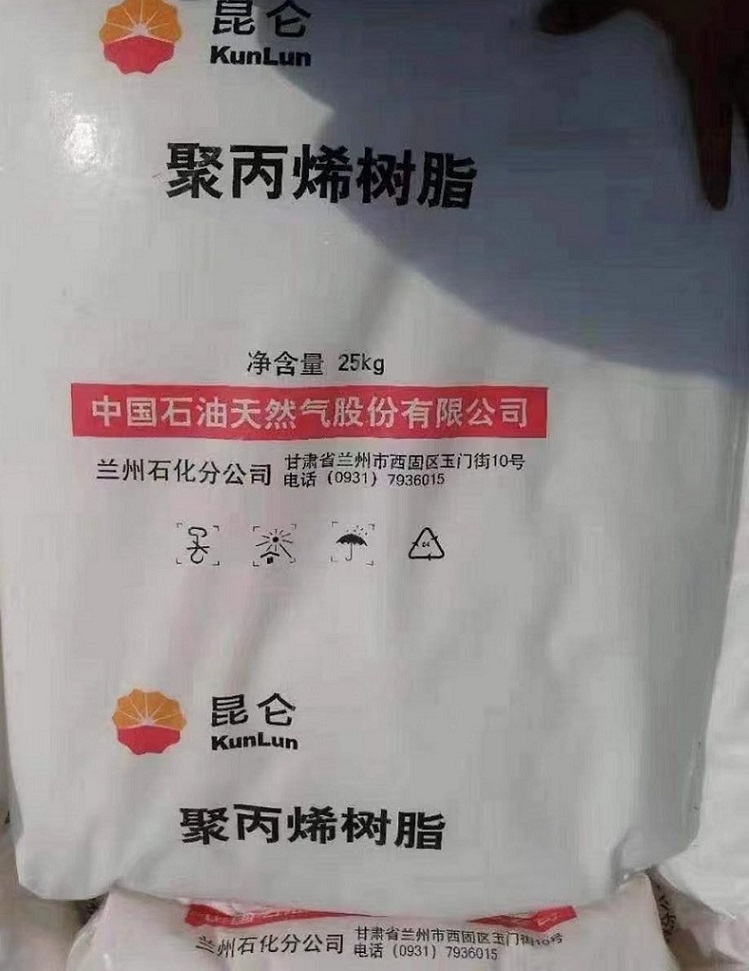 昆仑
KunLun
聚丙烯树脂
净含量 25kg
中国石油天然气股份有限公司
兰州石化分公司
甘肃省兰州市西固区玉门街10号
电话（0931）7936015
04
昆仑
KunLun
聚丙烯树脂
兰州石化分公司
甘肃省兰州市西固区玉门街10号
电话（0931）7936015